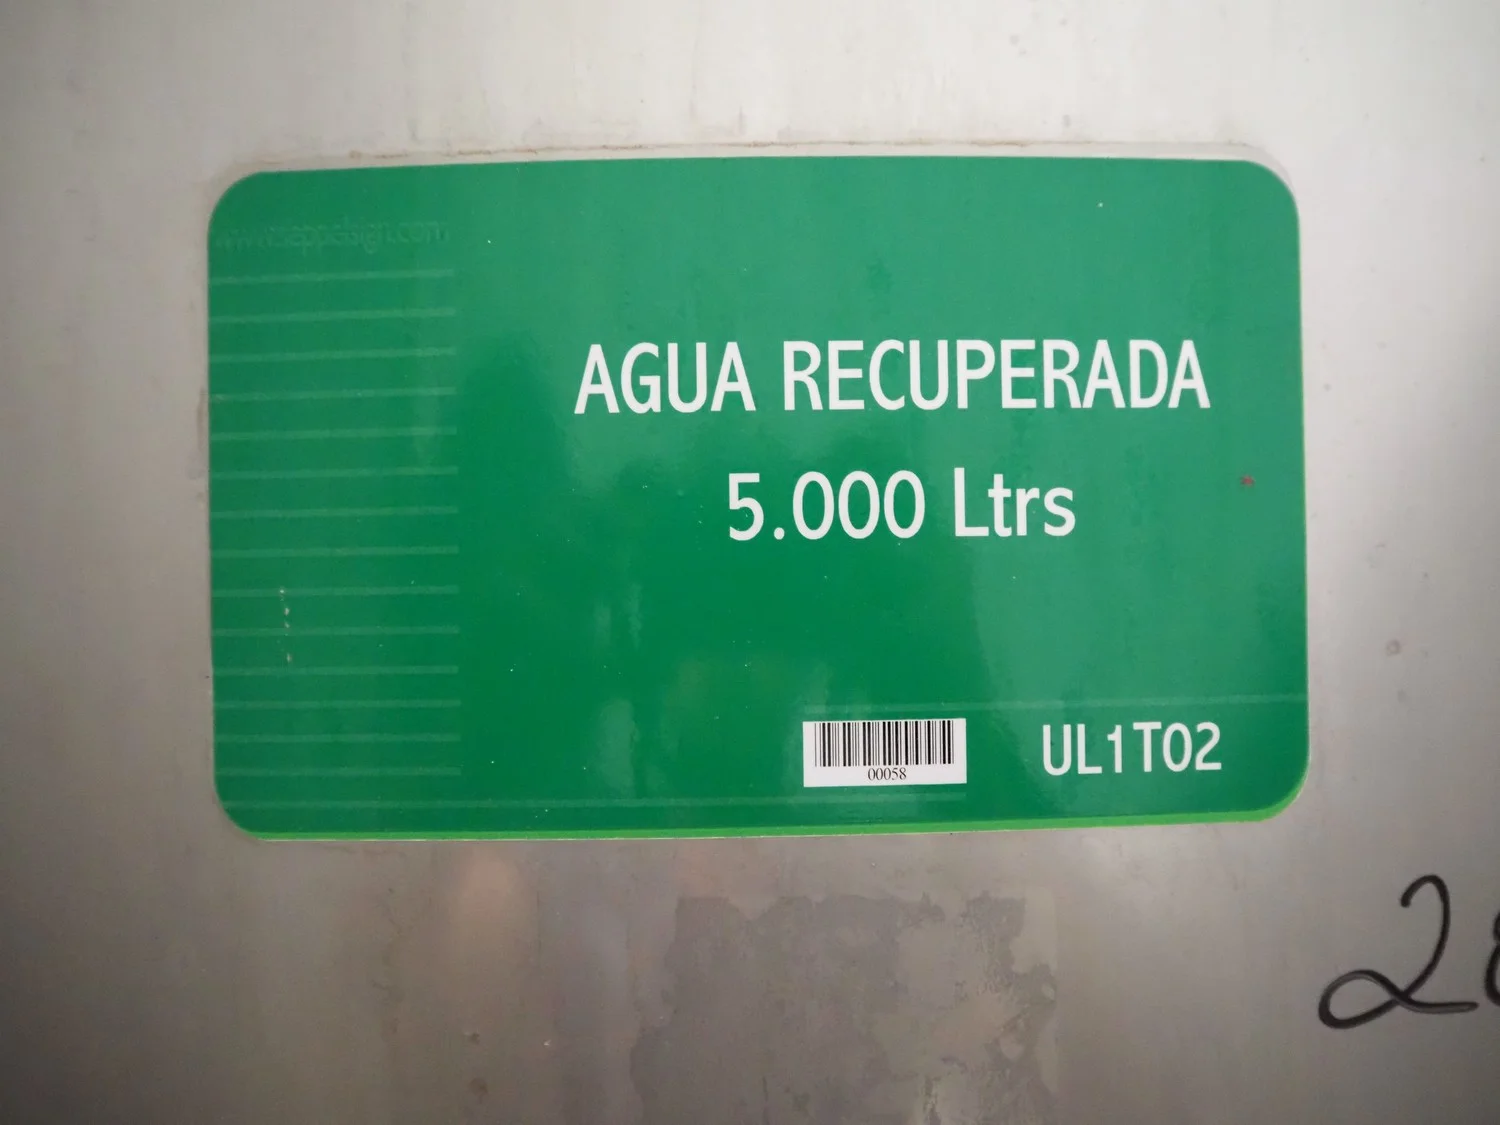 AGUA RECUPERADA
5.000 Ltrs
00058
UL1T02